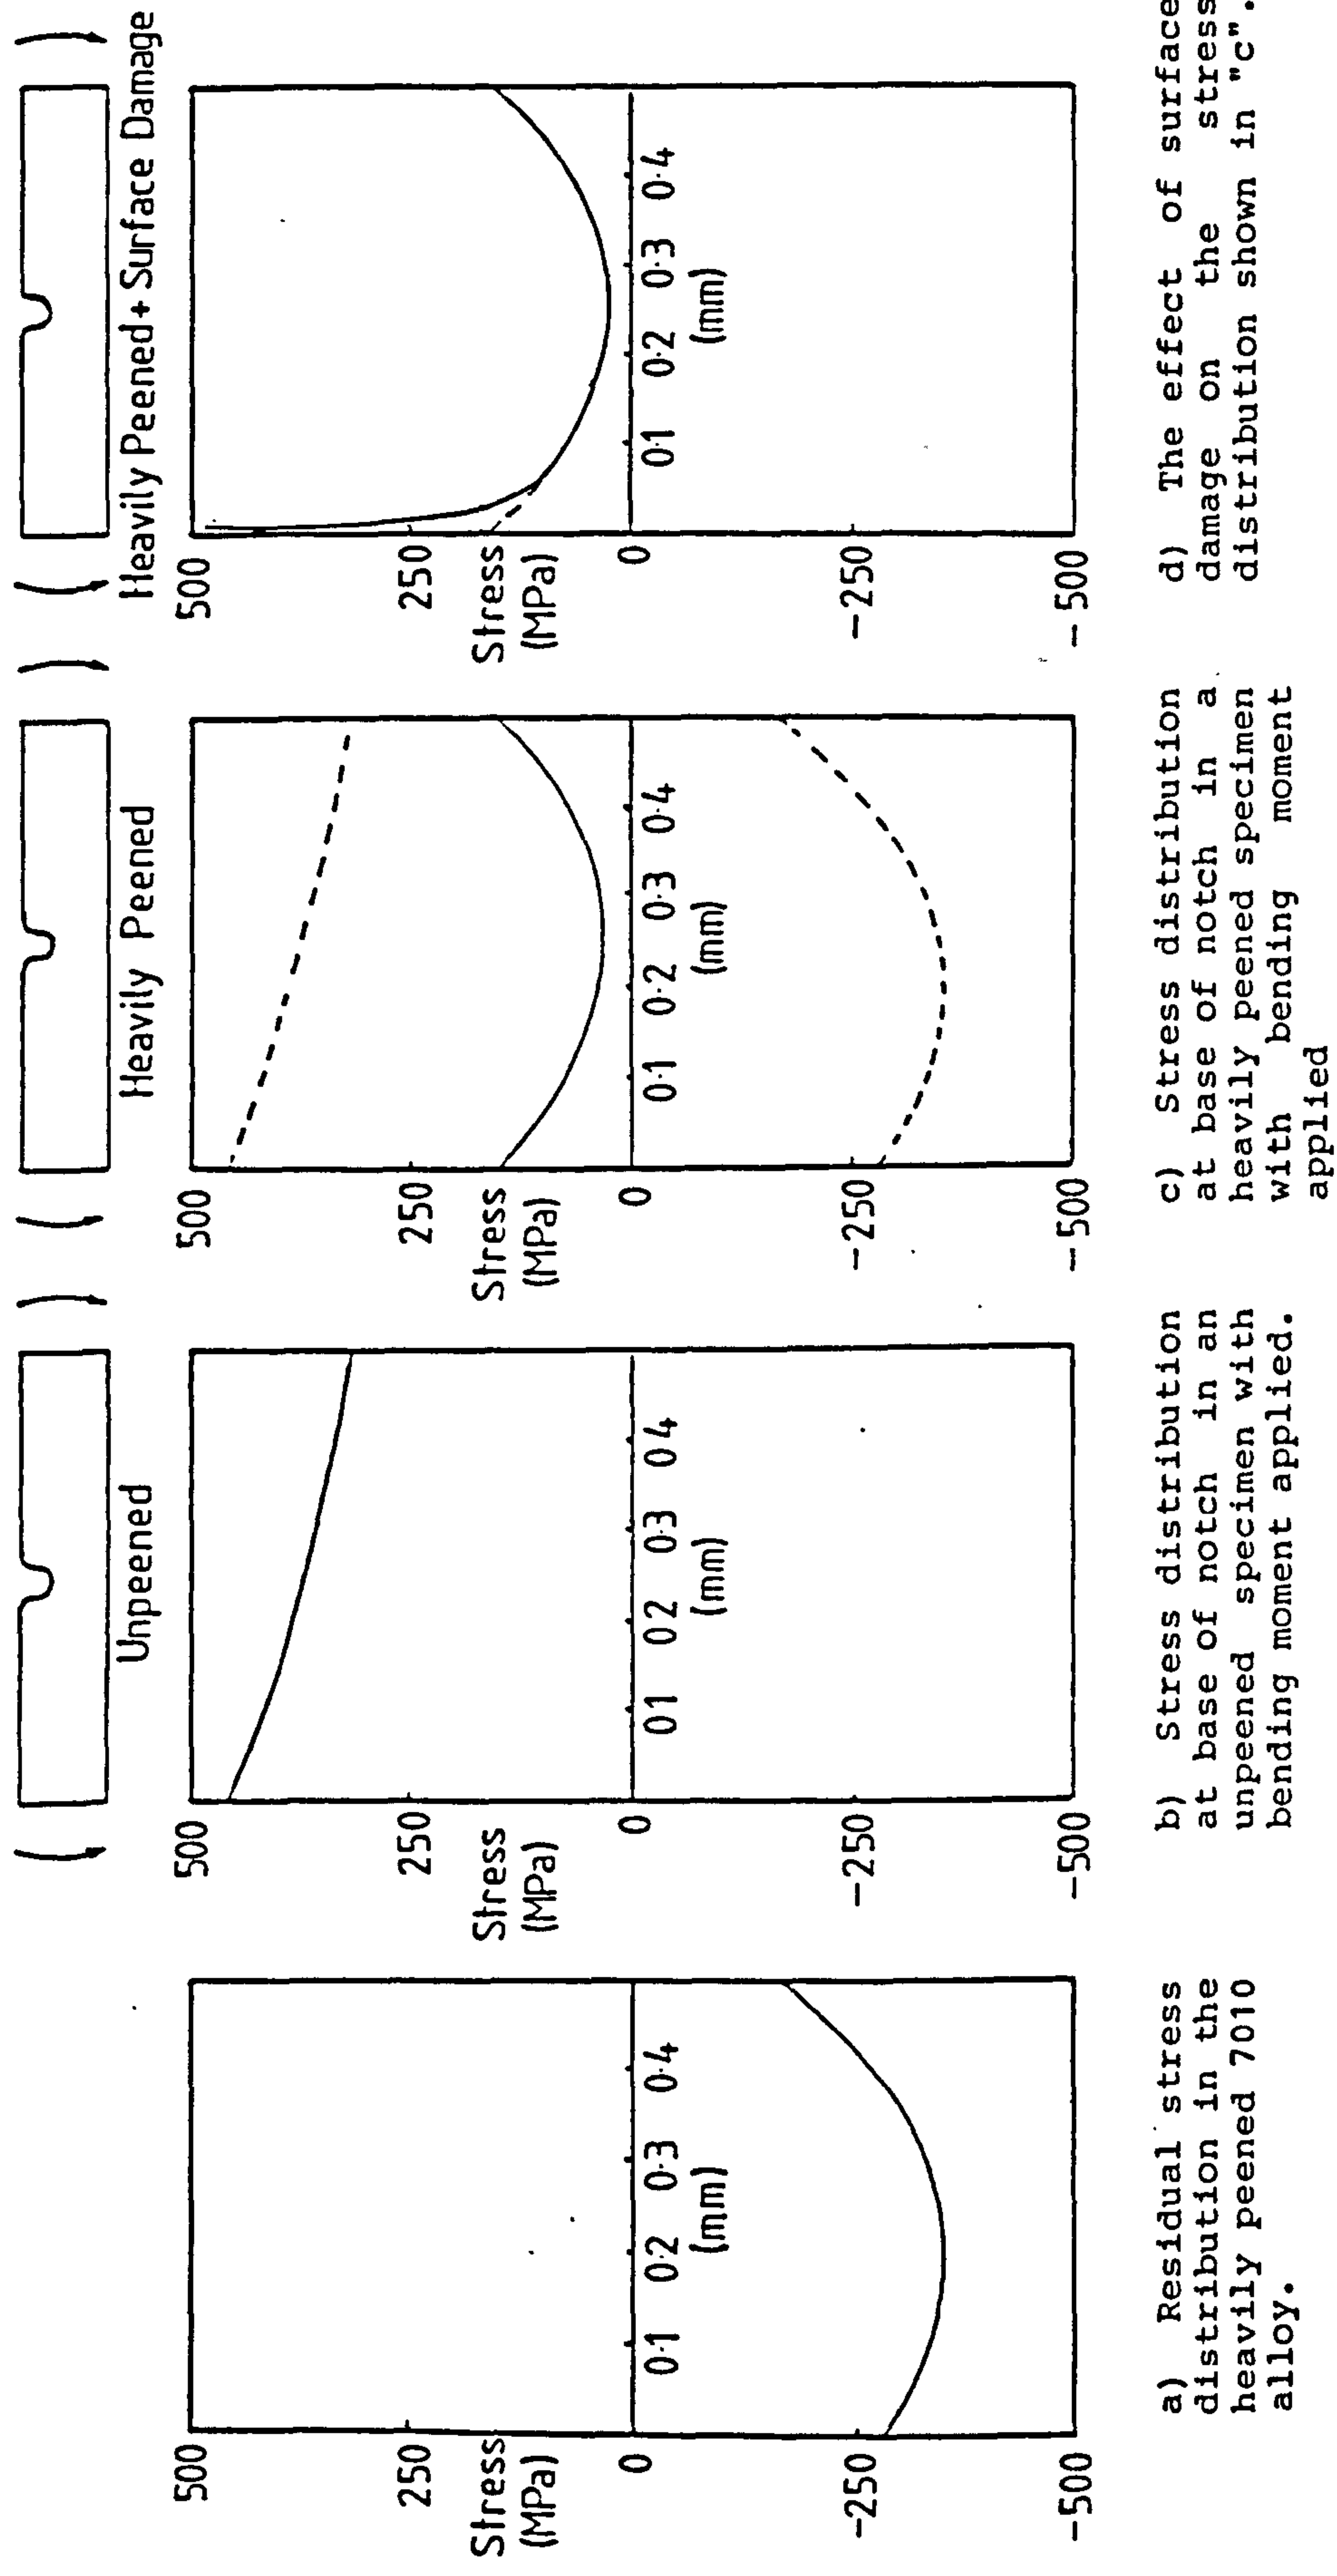 500
250
Stress
(MPa)
0
-250
-500
0·1 0·2 0·3 0·4
(mm)
a) Residual stress
distribution in the
heavily peened 7010
alloy.
Unpeened
500
250
Stress
(MPa)
0
-250
-500
01 02 03 04
(mm)
b) Stress distribution
at base of notch in an
unpeened specimen with
bending moment applied.
Heavily Peened
500
250
Stress
(MPa)
0
-250
-500
0·1 0·2 0·3 0·4
(mm)
c) Stress distribution
at base of notch in a
heavily peened specimen
with bending moment
applied
Heavily Peened + Surface Damage
500
250
Stress
(MPa)
0
-250
-500
0·1 0·2 0·3 0·4
(mm)
d) The effect of surface
damage on the stress
distribution shown in "c".